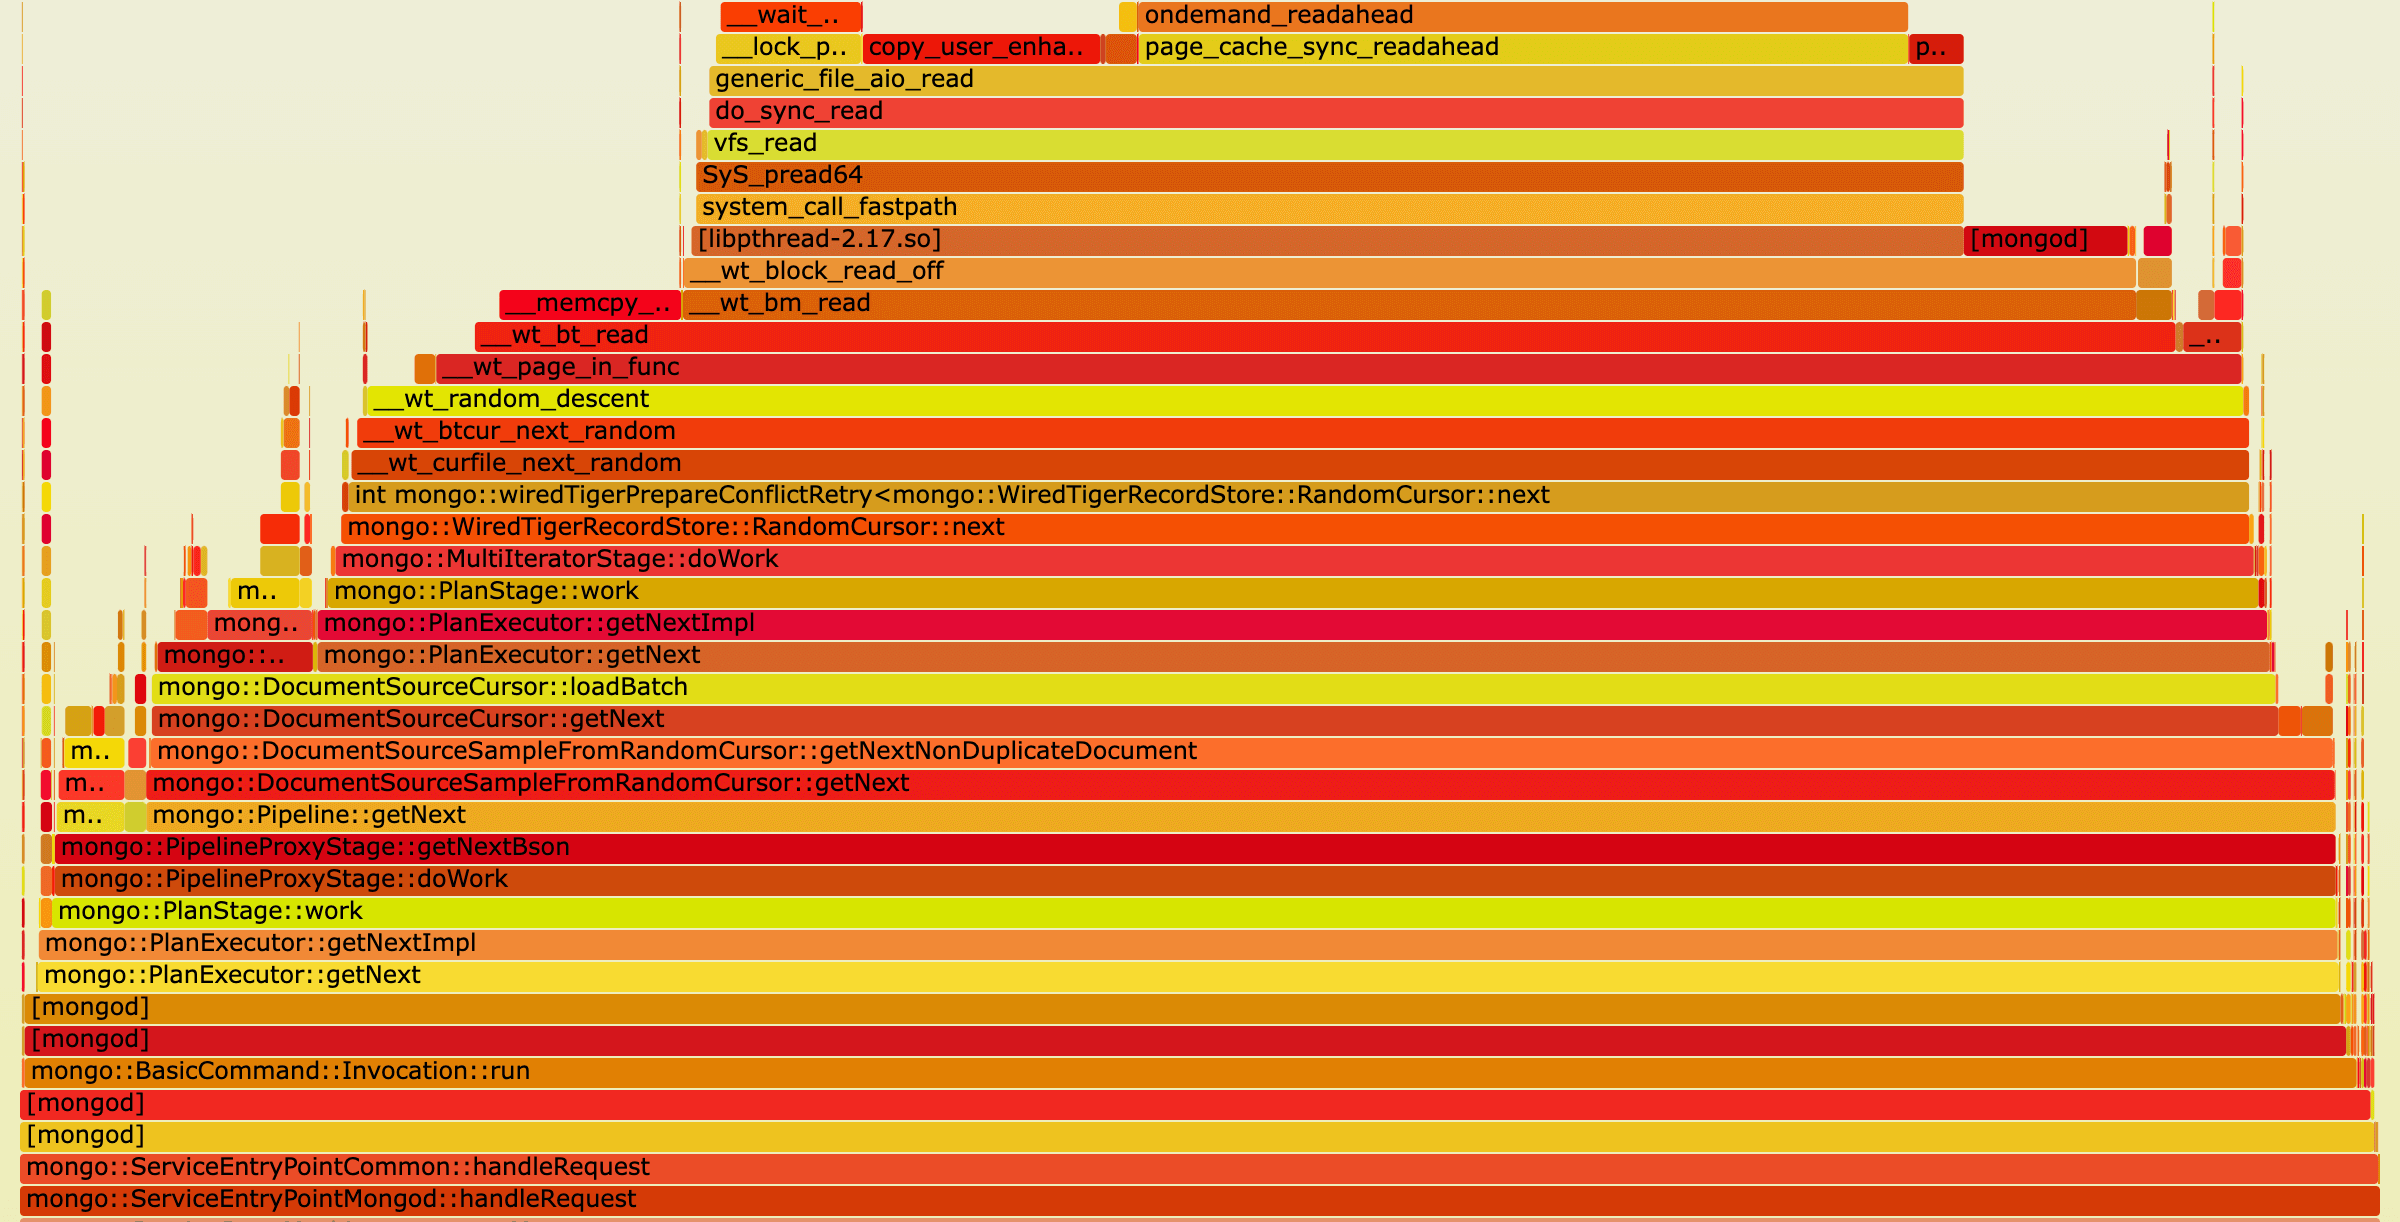 __wait_.. ondemand_readahead
__lock_p.. copy_user_enha.. page_cache_sync_readahead p..
generic_file_aio_read
do_sync_read
vfs_read
SyS_pread64
system_call_fastpath
[libpthread-2.17.so] [mongod]
__wt_block_read_off
__memcpy_.. __wt_bm_read
__wt_bt_read _..
__wt_page_in_func
__wt_random_descent
__wt_btcur_next_random
__wt_curfile_next_random
int mongo::wiredTigerPrepareConflictRetry<mongo::WiredTigerRecordStore::RandomCursor::next
mongo::WiredTigerRecordStore::RandomCursor::next
mongo::MultiIteratorStage::doWork
m.. mongo::PlanStage::work
mong.. mongo::PlanExecutor::getNextImpl
mongo::.. mongo::PlanExecutor::getNext
mongo::DocumentSourceCursor::loadBatch
mongo::DocumentSourceCursor::getNext
m.. mongo::DocumentSourceSampleFromRandomCursor::getNextNonDuplicateDocument
m.. mongo::DocumentSourceSampleFromRandomCursor::getNext
m.. mongo::Pipeline::getNext
mongo::PipelineProxyStage::getNextBson
mongo::PipelineProxyStage::doWork
mongo::PlanStage::work
mongo::PlanExecutor::getNextImpl
mongo::PlanExecutor::getNext
[mongod]
[mongod]
mongo::BasicCommand::Invocation::run
[mongod]
[mongod]
mongo::ServiceEntryPointCommon::handleRequest
mongo::ServiceEntryPointMongod::handleRequest